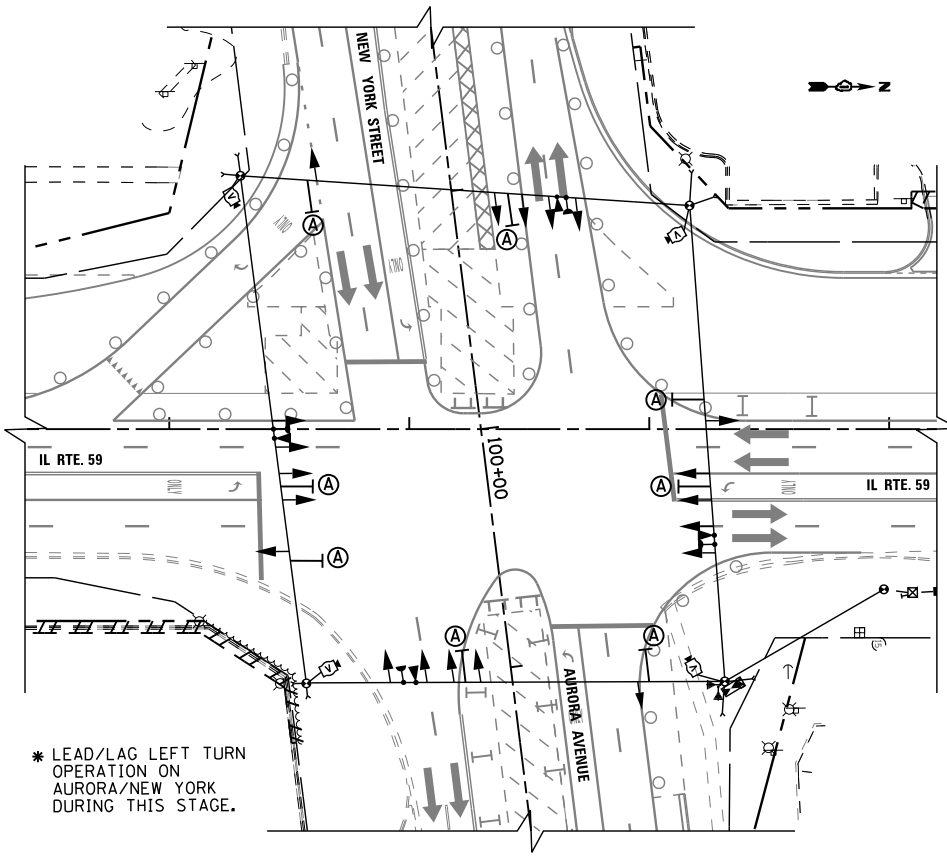 NEW YORK STREET
N
ONLY
ONLY
A
A
V
V
A
100+00
IL RTE. 59
ONLY
A
A
ONLY
IL RTE. 59
A
A
A
V
V
AURORA AVENUE
* LEAD/LAG LEFT TURN
OPERATION ON
AURORA/NEW YORK
DURING THIS STAGE.